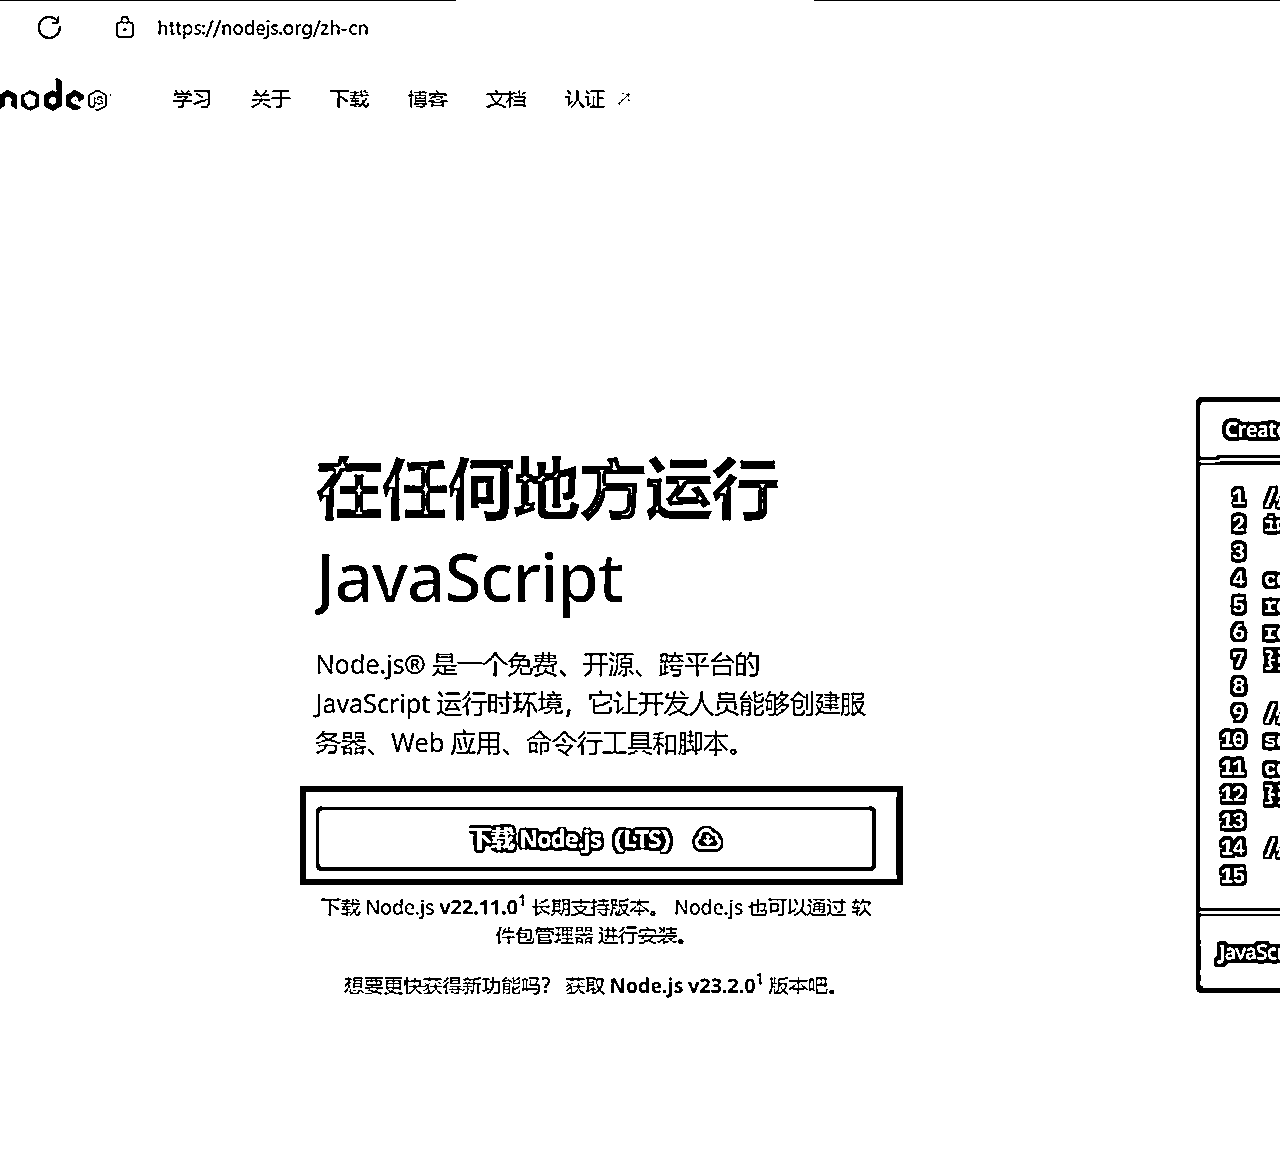 https://nodejs.org/zh-cn
node js
学习 关于 下载 博客 文档 认证 ↗
在任何地方运行
JavaScript
Node.js® 是一个免费、开源、跨平台的
JavaScript 运行时环境，它让开发人员能够创建服
务器、Web 应用、命令行工具和脚本。
下载 Node.js (LTS)
下载 Node.js v22.11.0¹ 长期支持版本。 Node.js 也可以通过 软
件包管理器 进行安装。
想要更快获得新功能吗？ 获取 Node.js v23.2.0¹ 版本吧。
Create
1 /
2 i
3
4 c
5 r
6 r
7 }
8
9 /
10 s
11 c
12 }
13
14 /
15
JavaScr